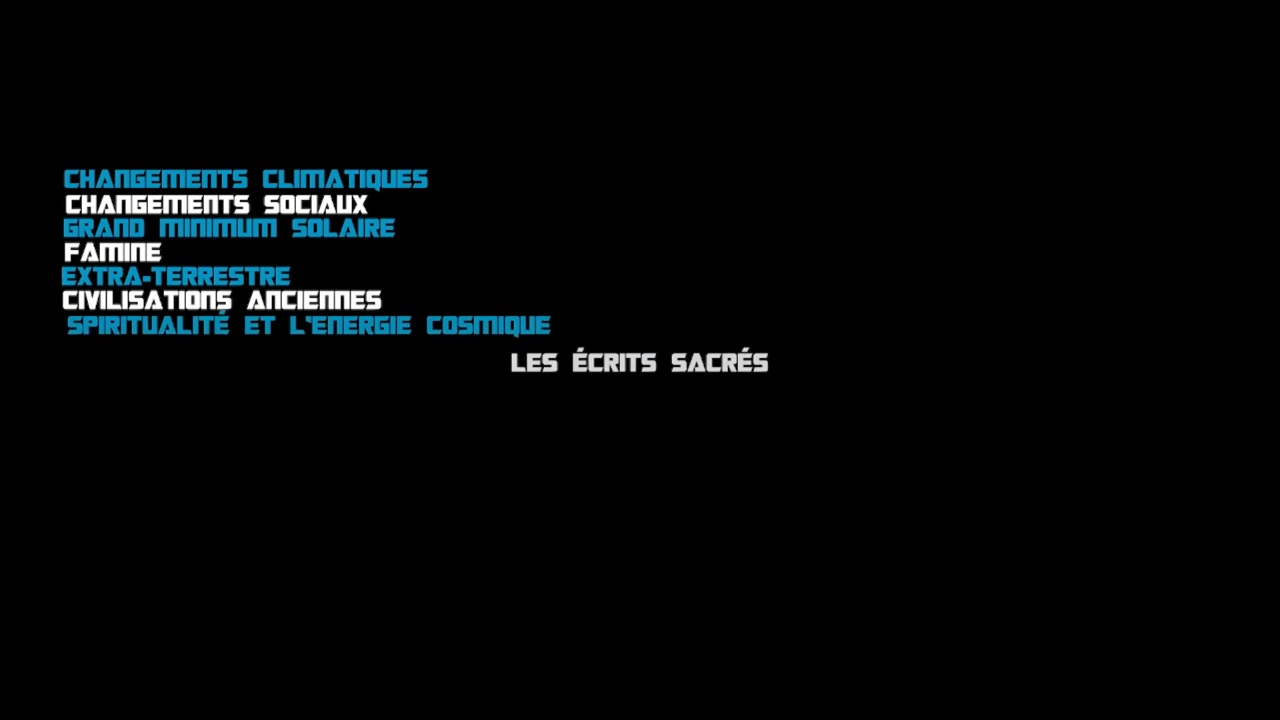 CHANGEMENTS CLIMATIQUES
CHANGEMENTS SOCIAUX
GRAND MINIMUM SOLAIRE
FAMINE
EXTRA-TERRESTRE
CIVILISATIONS ANCIENNES
SPIRITUALITÉ ET L'ENERGIE COSMIQUE
LES ÉCRITS SACRÉS